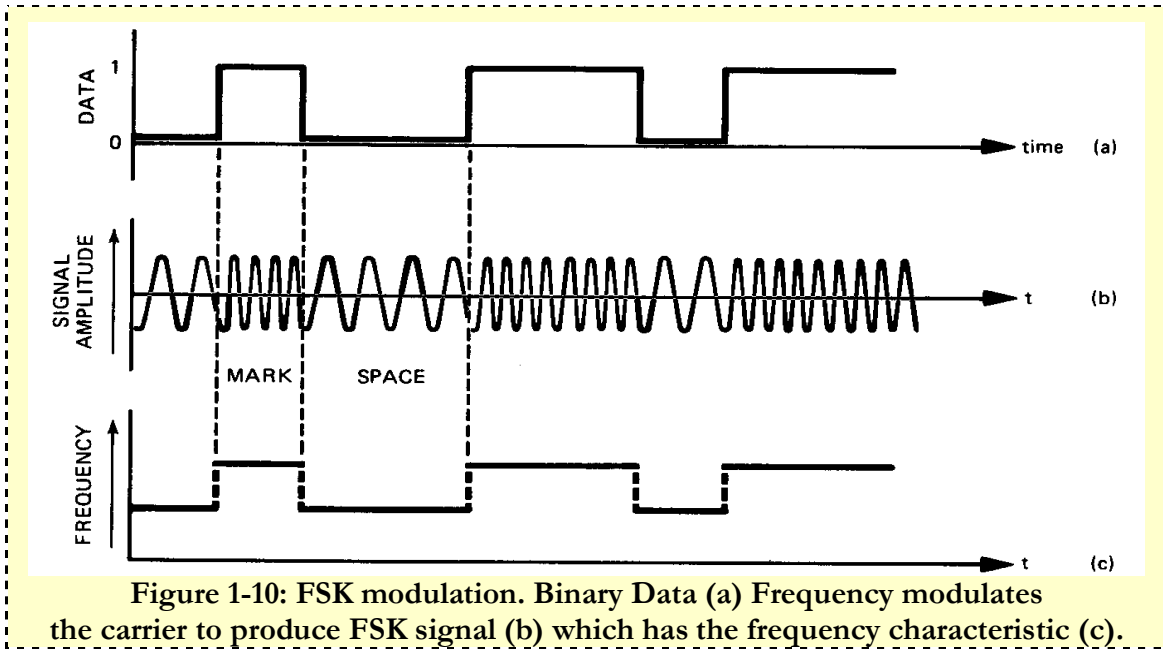 DATA
1
0
time (a)
SIGNAL
AMPLITUDE
t (b)
MARK SPACE
FREQUENCY
t (c)
Figure 1-10: FSK modulation. Binary Data (a) Frequency modulates
the carrier to produce FSK signal (b) which has the frequency characteristic (c).